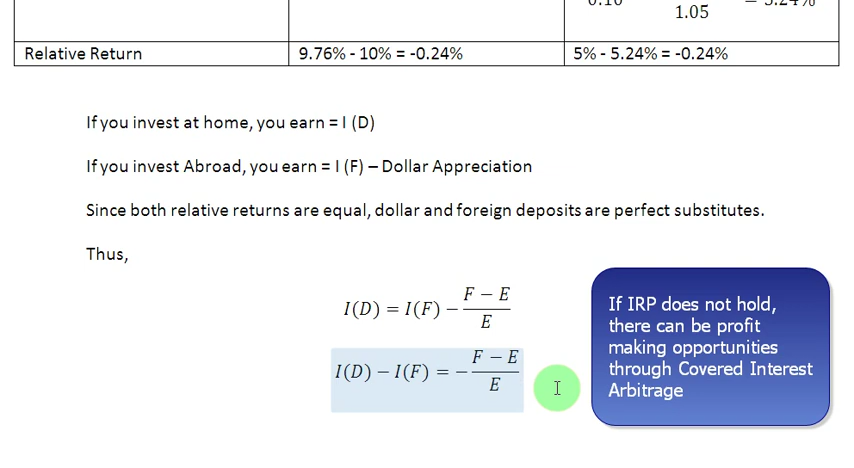 1.05
Relative Return 9.76% - 10% = -0.24% 5% - 5.24% = -0.24%
If you invest at home, you earn = I (D)
If you invest Abroad, you earn = I (F) – Dollar Appreciation
Since both relative returns are equal, dollar and foreign deposits are perfect substitutes.
Thus,
I(D) = I(F) − (F − E)/E
I(D) − I(F) = −(F − E)/E
If IRP does not hold,
there can be profit
making opportunities
through Covered Interest
Arbitrage